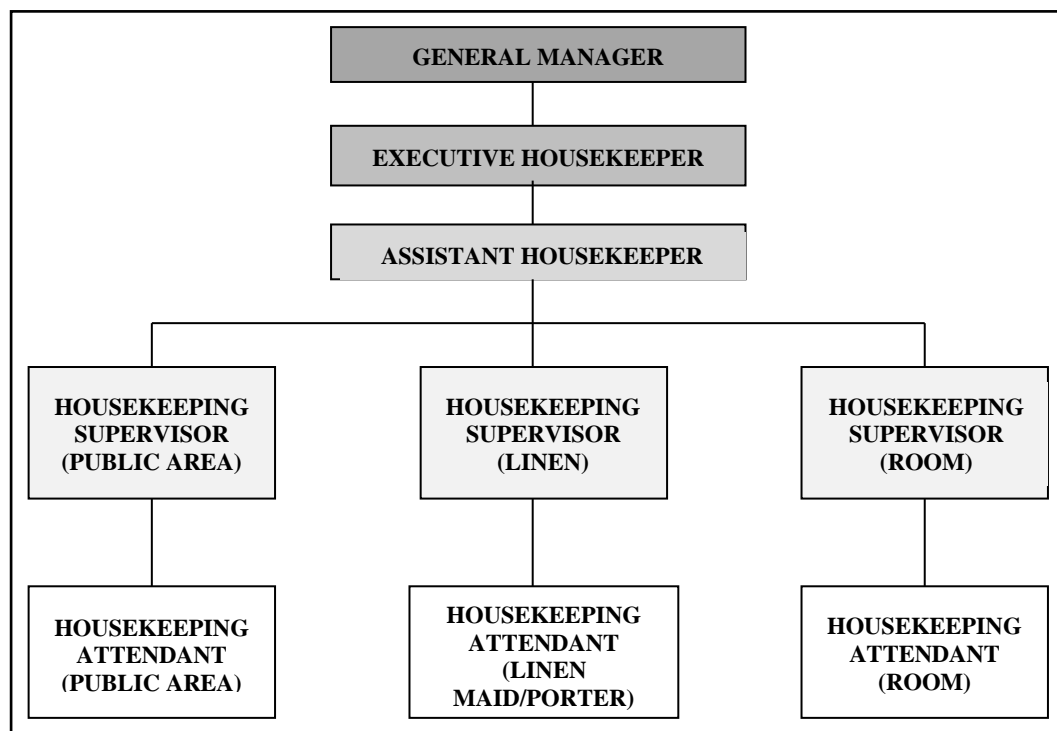 GENERAL MANAGER
EXECUTIVE HOUSEKEEPER
ASSISTANT HOUSEKEEPER
HOUSEKEEPING
SUPERVISOR
(PUBLIC AREA)
HOUSEKEEPING
SUPERVISOR
(LINEN)
HOUSEKEEPING
SUPERVISOR
(ROOM)
HOUSEKEEPING
ATTENDANT
(PUBLIC AREA)
HOUSEKEEPING
ATTENDANT
(LINEN
MAID/PORTER)
HOUSEKEEPING
ATTENDANT
(ROOM)